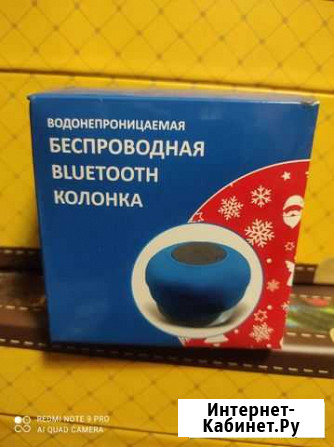 ВОДОНЕПРОНИЦАЕМАЯ
БЕСПРОВОДНАЯ
BLUETOOTH
КОЛОНКА
REDMI NOTE 9 PRO
AI QUAD CAMERA
Интернет-
Кабинет.Ру